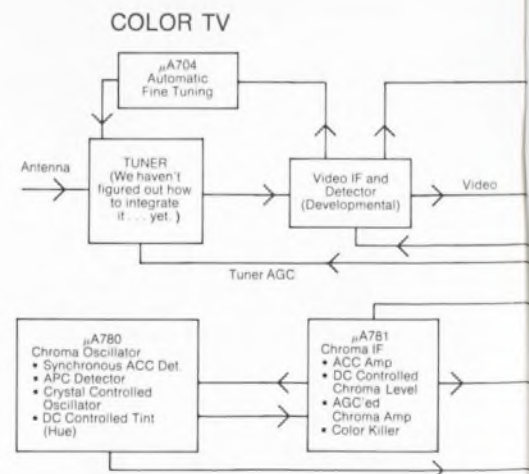 COLOR TV
μA704
Automatic
Fine Tuning
Antenna
TUNER
(We haven't
figured out how
to integrate
it . . . yet. )
Video IF and
Detector
(Developmental)
Video
Tuner AGC
μA780
Chroma Oscillator
• Synchronous ACC Det.
• APC Detector
• Crystal Controlled
Oscillator
• DC Controlled Tint
(Hue)
μA781
Chroma IF
• ACC Amp
• DC Controlled
Chroma Level
• AGC'ed
Chroma Amp
• Color Killer